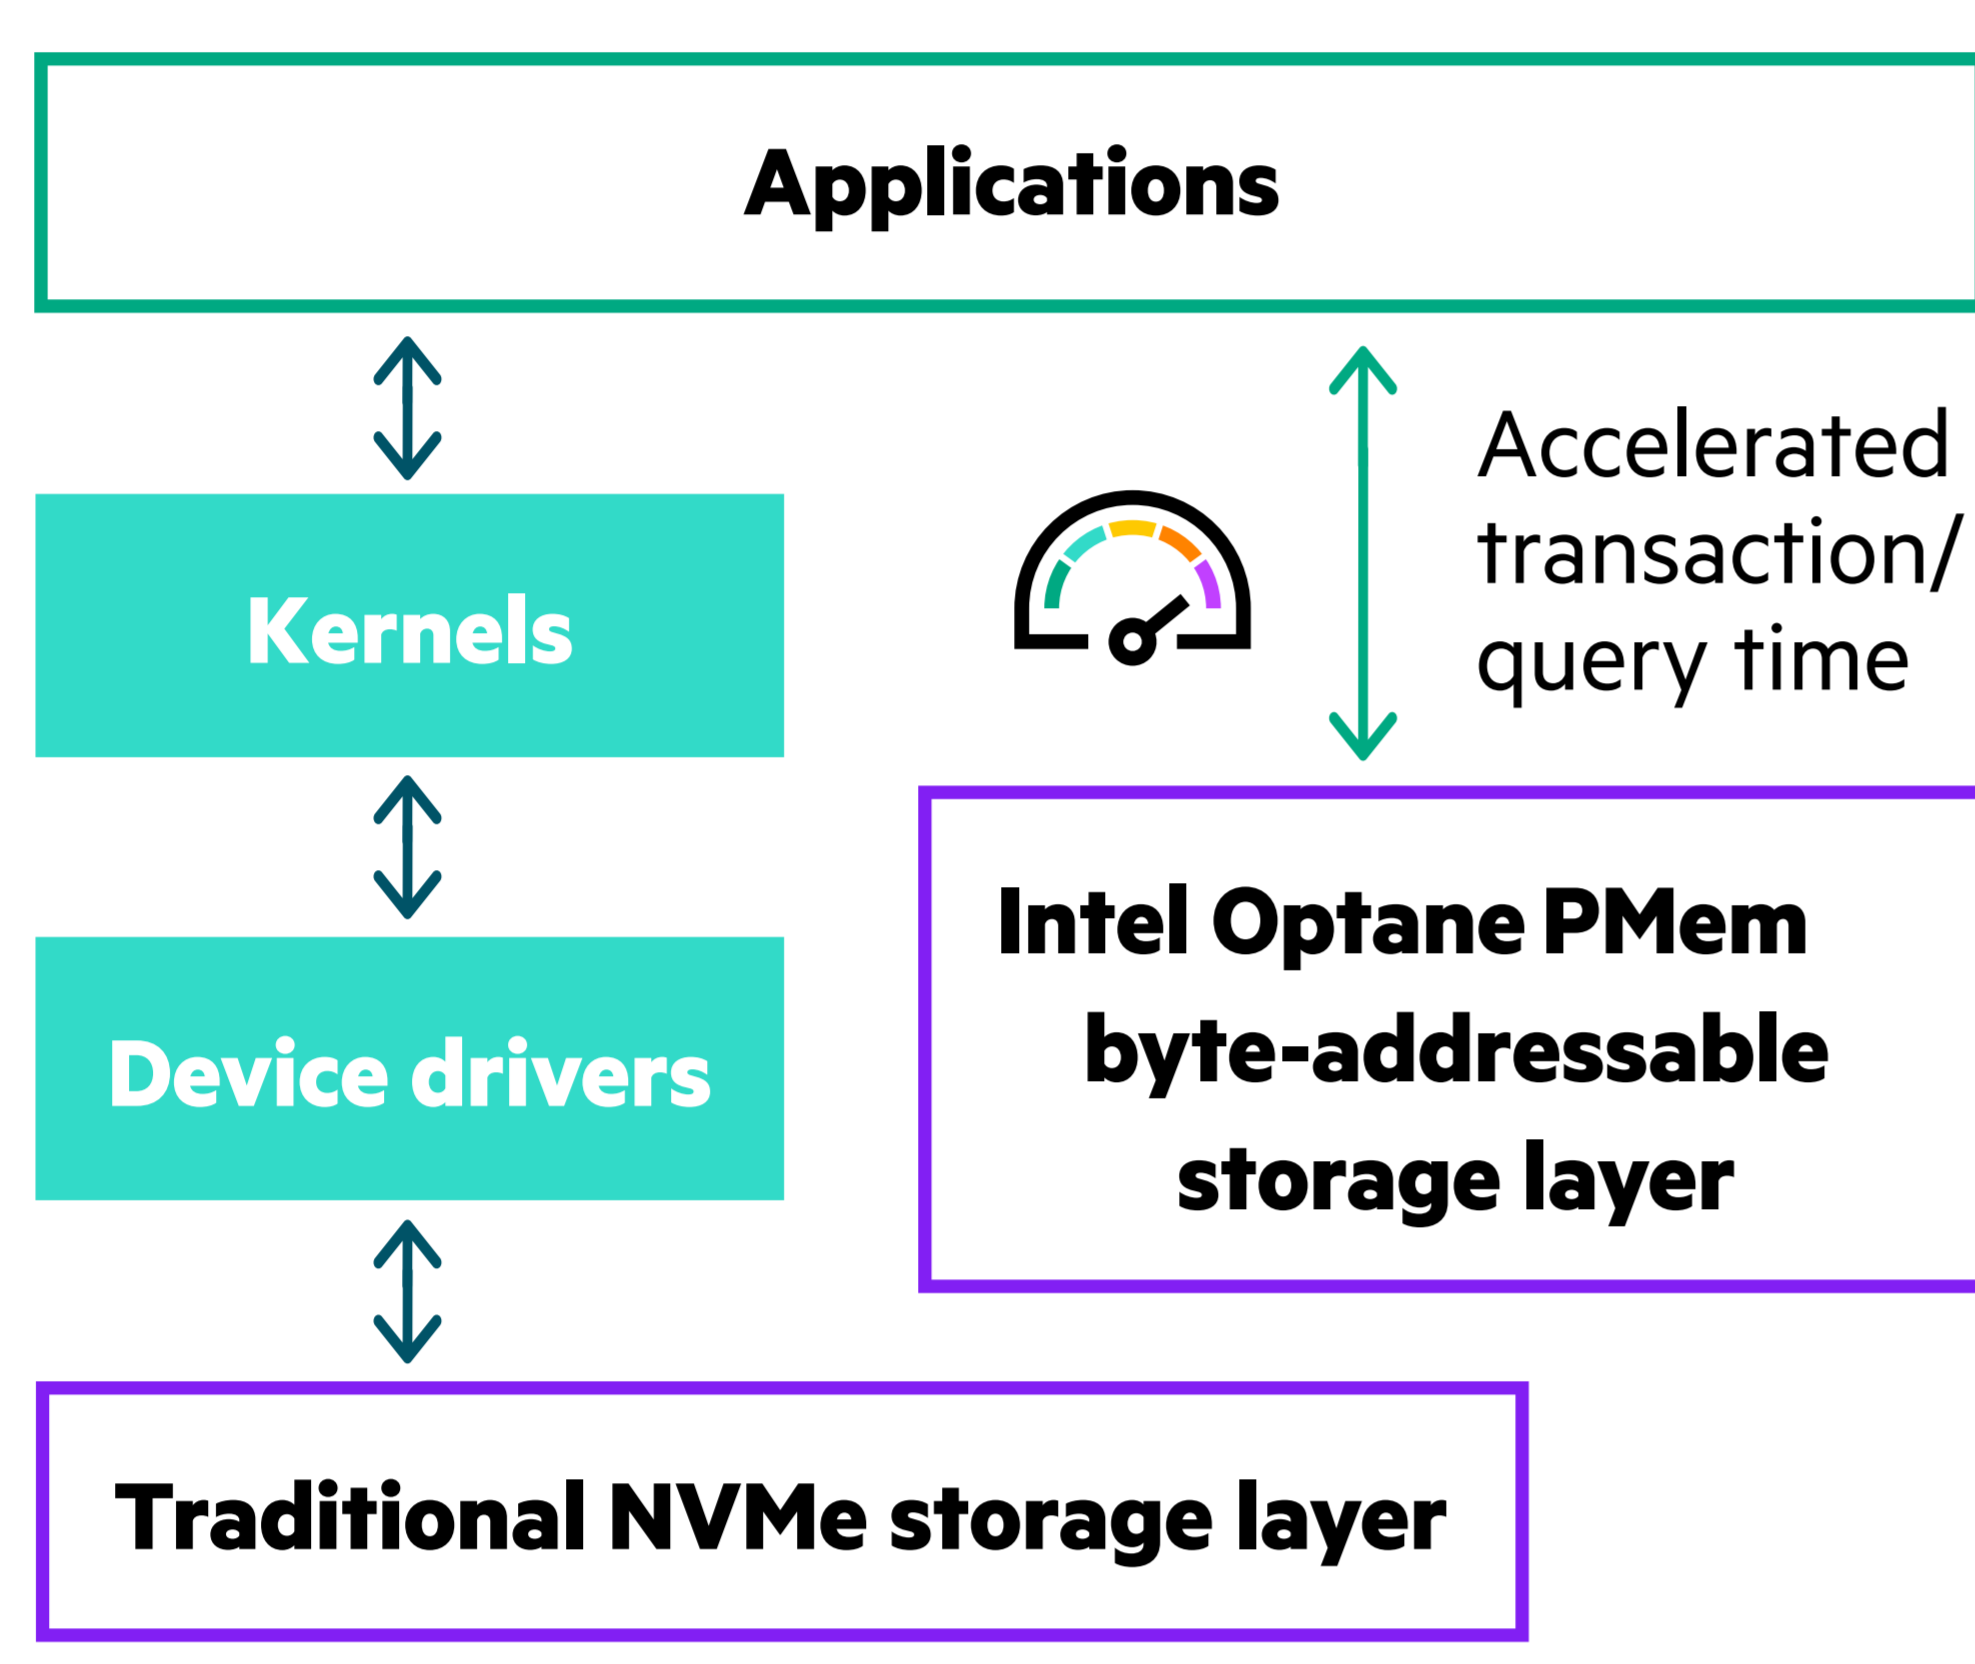 Applications
Accelerated
transaction/
query time
Kernels
Intel Optane PMem
byte-addressable
storage layer
Device drivers
Traditional NVMe storage layer